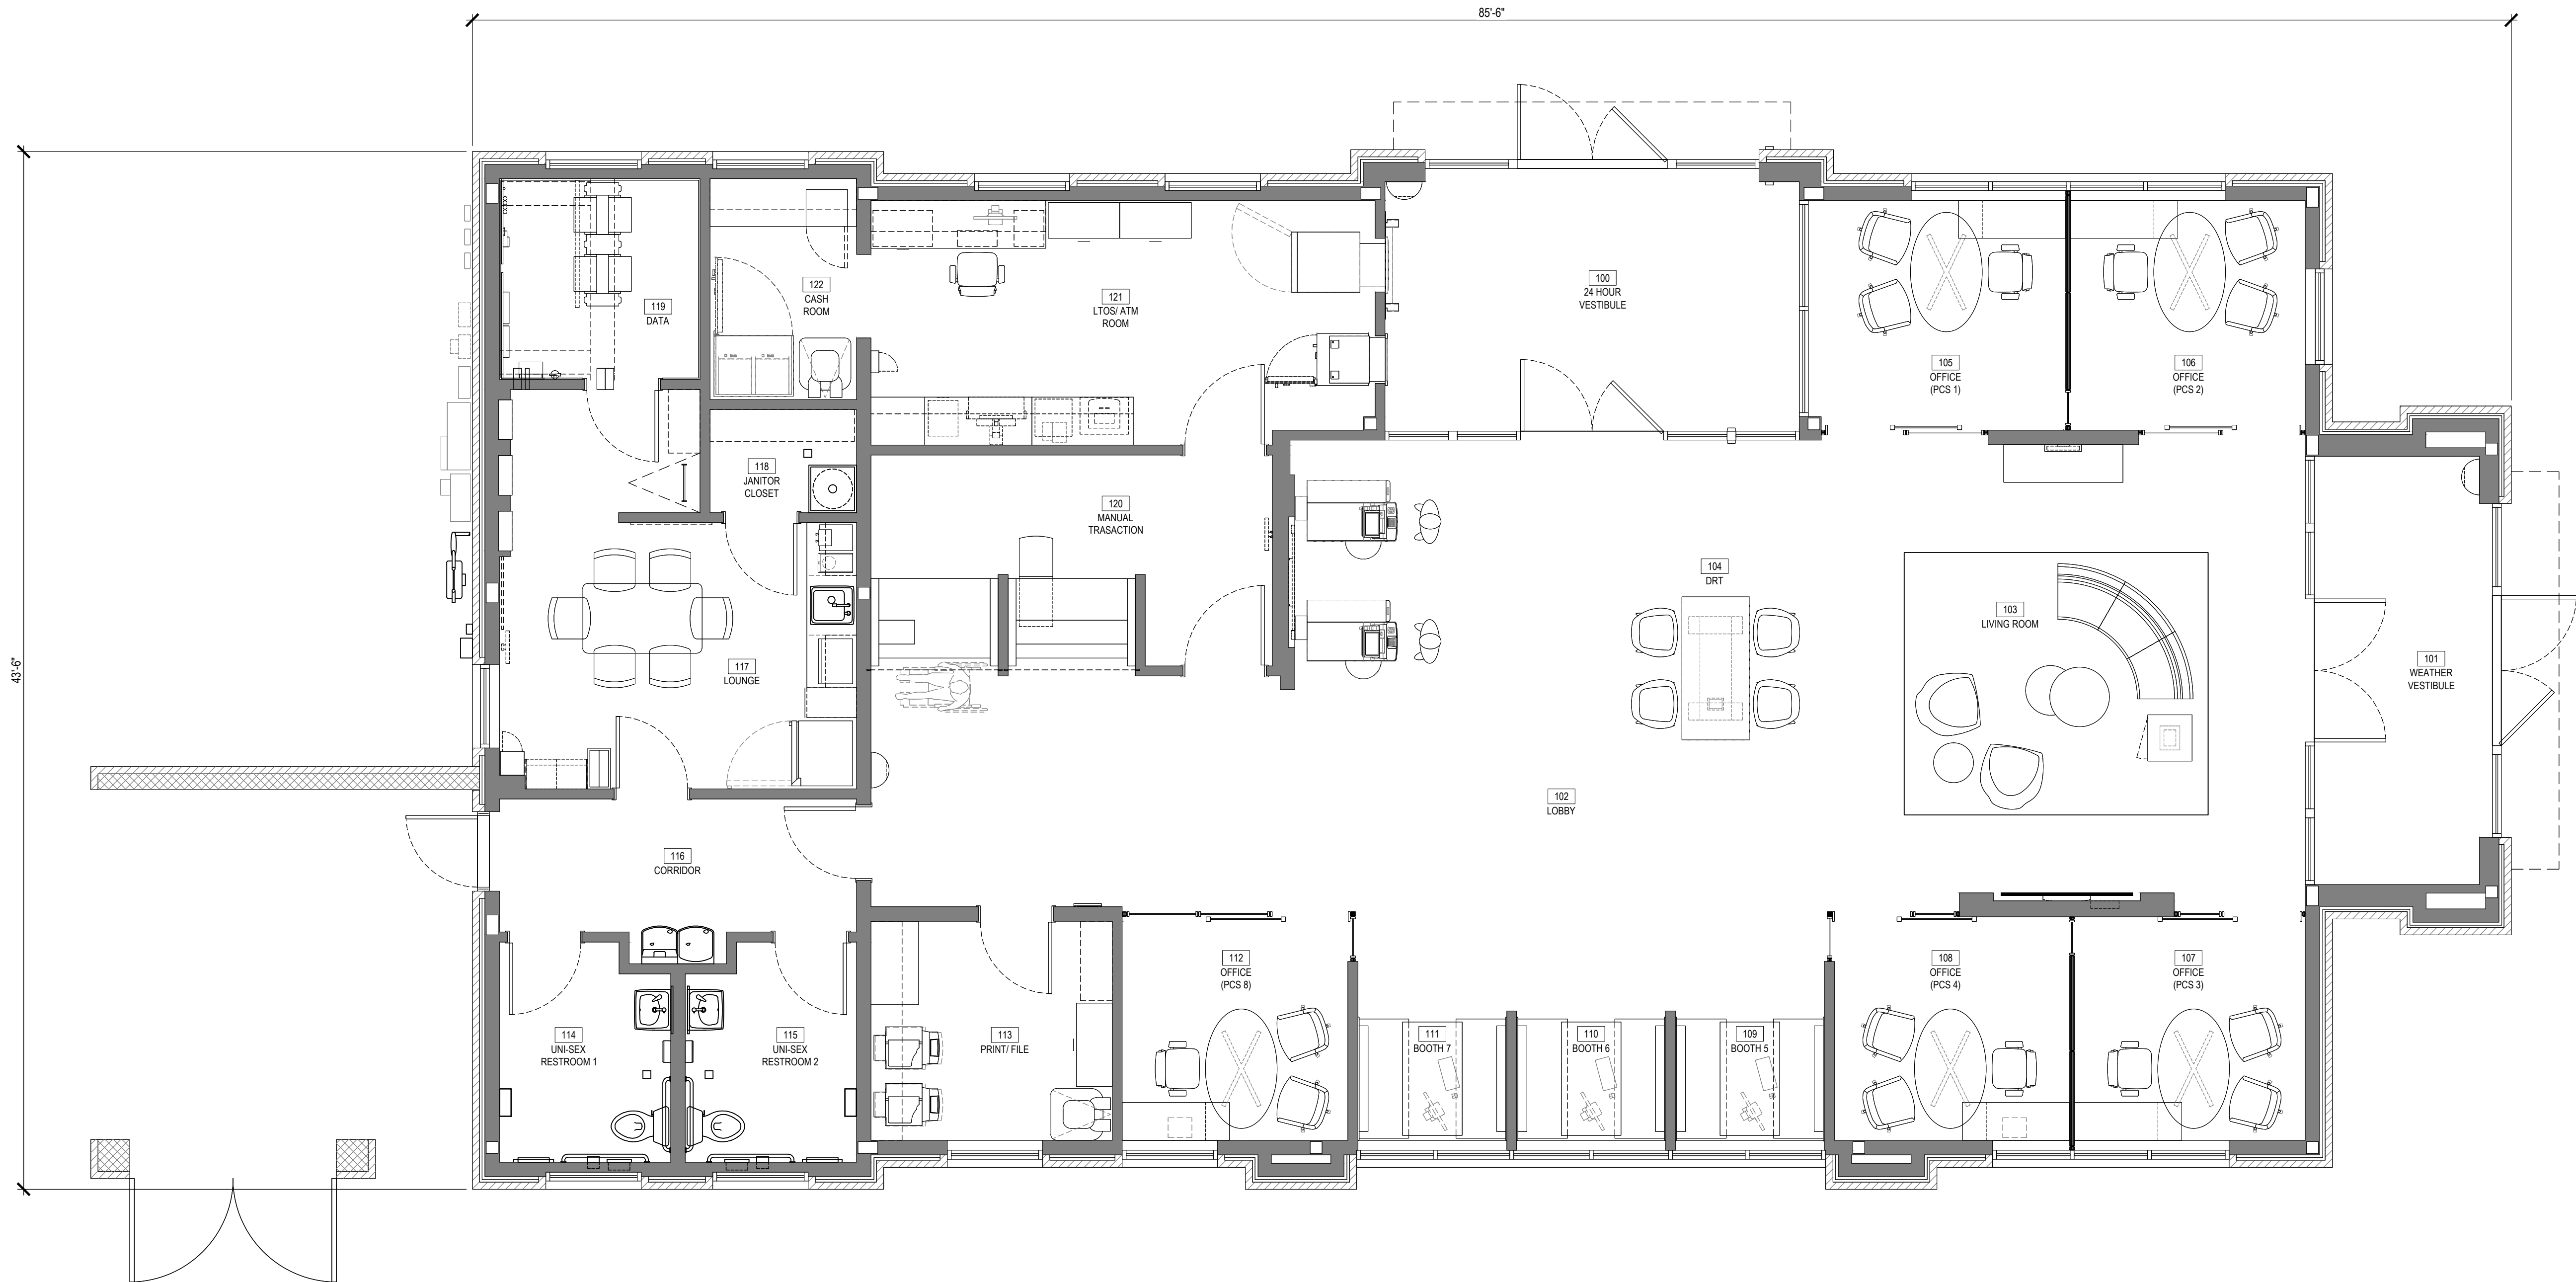 85'-6"
43'-6"
100
24 HOUR
VESTIBULE
122
CASH
ROOM
121
LTOS/ ATM
ROOM
119
DATA
105
OFFICE
(PCS 1)
106
OFFICE
(PCS 2)
118
JANITOR
CLOSET
120
MANUAL
TRASACTION
104
DRT
103
LIVING ROOM
101
WEATHER
VESTIBULE
117
LOUNGE
102
LOBBY
116
CORRIDOR
112
OFFICE
(PCS 8)
108
OFFICE
(PCS 4)
107
OFFICE
(PCS 3)
114
UNI-SEX
RESTROOM 1
115
UNI-SEX
RESTROOM 2
113
PRINT/ FILE
111
BOOTH 7
110
BOOTH 6
109
BOOTH 5